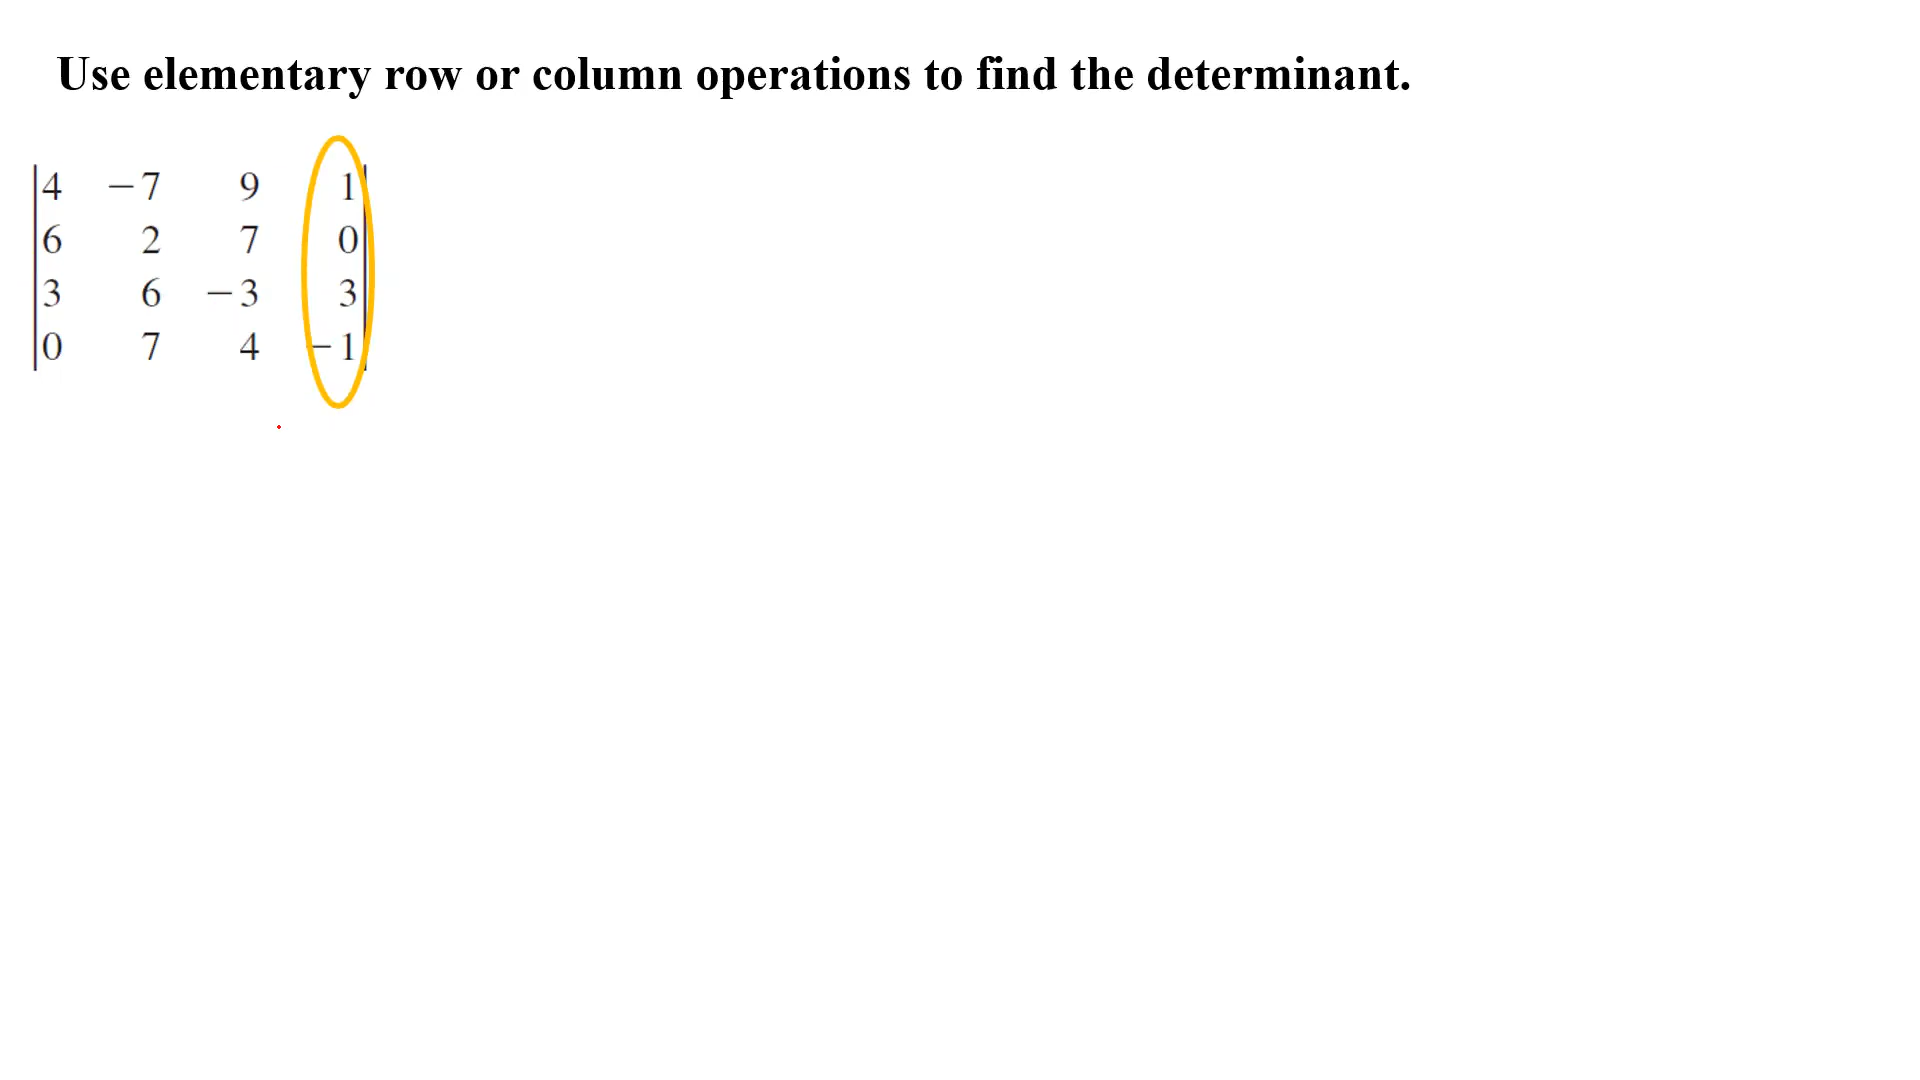 Use elementary row or column operations to find the determinant.
4 −7 9 1
6 2 7 0
3 6 −3 3
0 7 4 −1